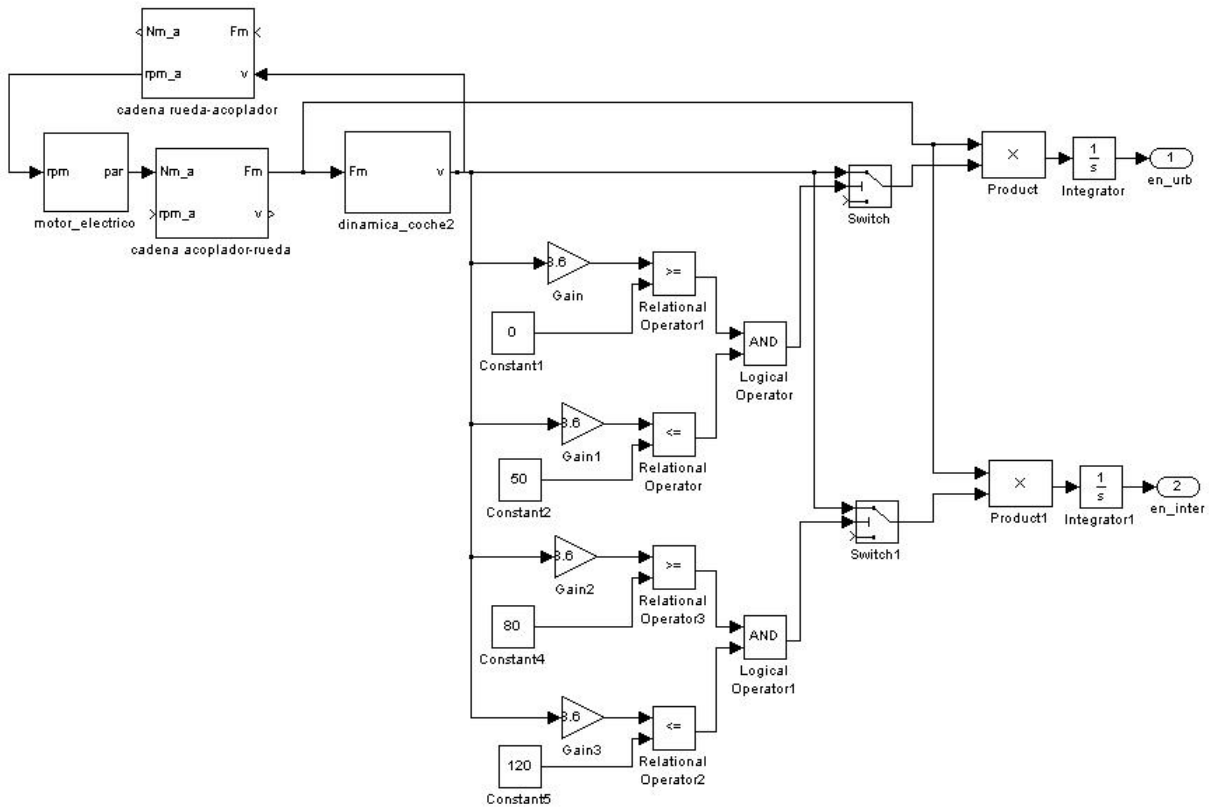 Nm_a Fm
rpm_a v
cadena rueda-acoplador
rpm par
motor_electrico
Nm_a Fm
rpm_a v
cadena acoplador-rueda
Fm v
dinamica_coche2
Switch
×
Product
1
s
Integrator
1
en_urb
3.6
Gain
>=
Relational
Operator1
0
Constant1
AND
Logical
Operator
3.6
Gain1
<=
Relational
Operator
50
Constant2
Switch1
×
Product1
1
s
Integrator1
2
en_inter
3.6
Gain2
>=
Relational
Operator3
80
Constant4
AND
Logical
Operator1
3.6
Gain3
<=
Relational
Operator2
120
Constant5